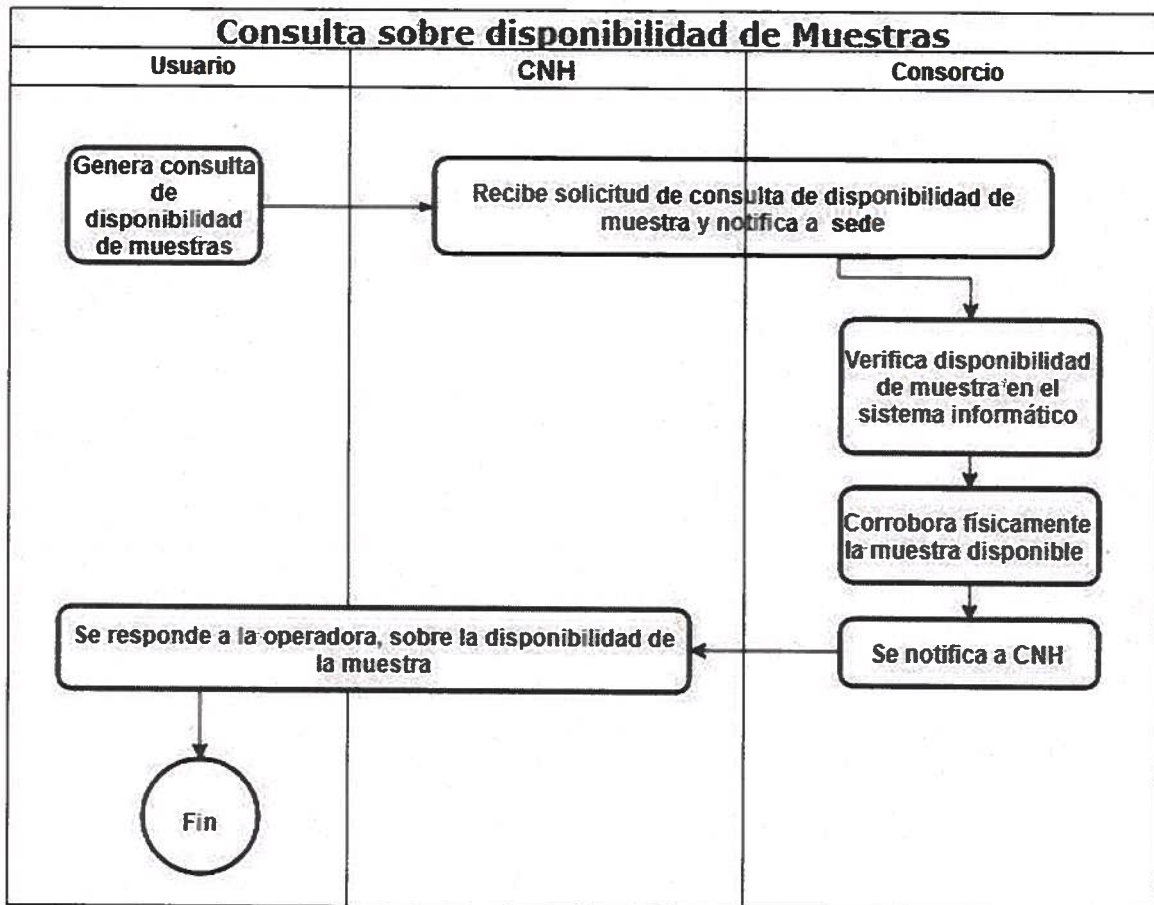 Consulta sobre disponibilidad de Muestras
Usuario
CNH
Consorcio
Genera consulta
de
disponibilidad
de muestras
Recibe solicitud de consulta de disponibilidad de
muestra y notifica a sede
Verifica disponibilidad
de muestra en el
sistema informático
Corrobora físicamente
la muestra disponible
Se notifica a CNH
Se responde a la operadora, sobre la disponibilidad de
la muestra
Fin